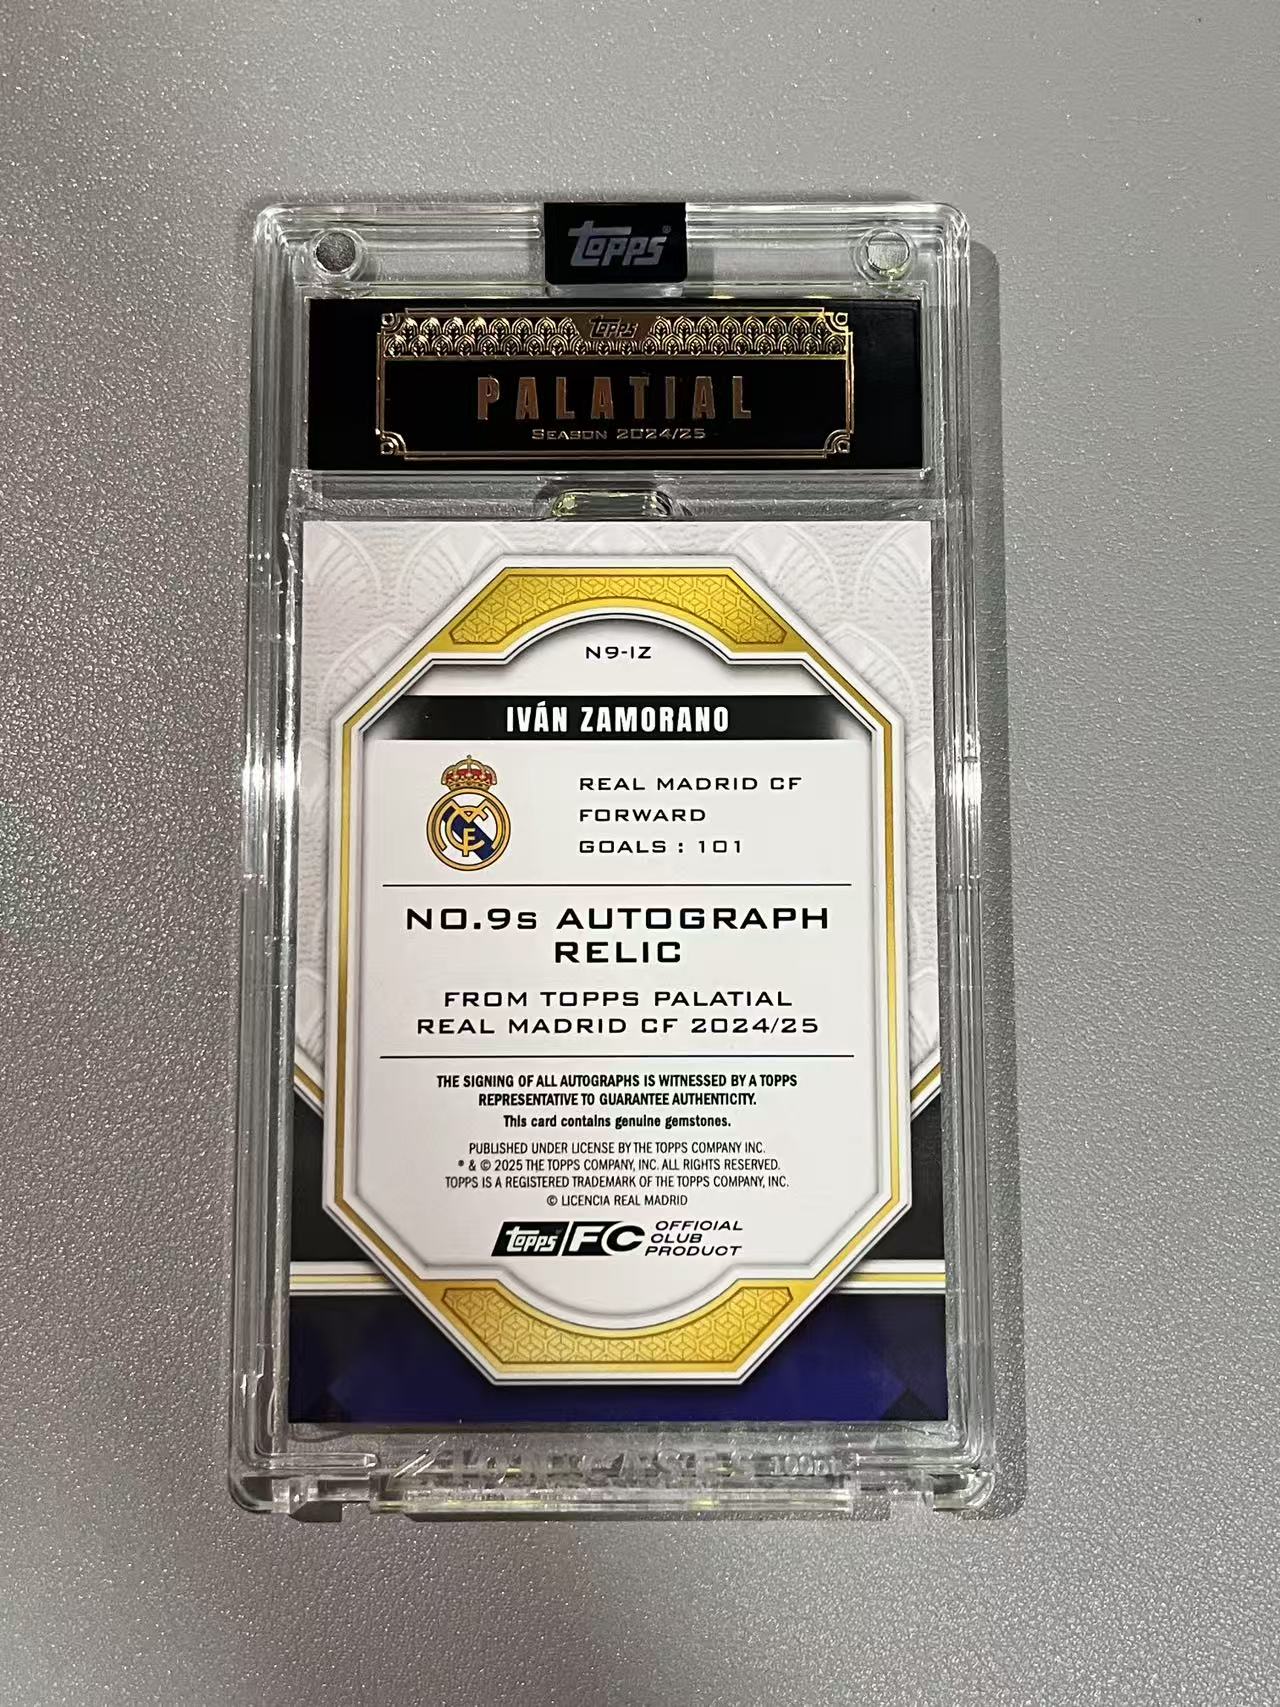 topps®
topps
PALATIAL
SEASON 2024/25
N9-IZ
IVÁN ZAMORANO
REAL MADRID CF
FORWARD
GOALS : 101
NO.9s AUTOGRAPH
RELIC
FROM TOPPS PALATIAL
REAL MADRID CF 2024/25
THE SIGNING OF ALL AUTOGRAPHS IS WITNESSED BY A TOPPS
REPRESENTATIVE TO GUARANTEE AUTHENTICITY.
This card contains genuine gemstones.
PUBLISHED UNDER LICENSE BY THE TOPPS COMPANY INC.
® & © 2025 THE TOPPS COMPANY, INC. ALL RIGHTS RESERVED.
TOPPS IS A REGISTERED TRADEMARK OF THE TOPPS COMPANY, INC.
© LICENCIA REAL MADRID
topps FC OFFICIAL
CLUB
PRODUCT